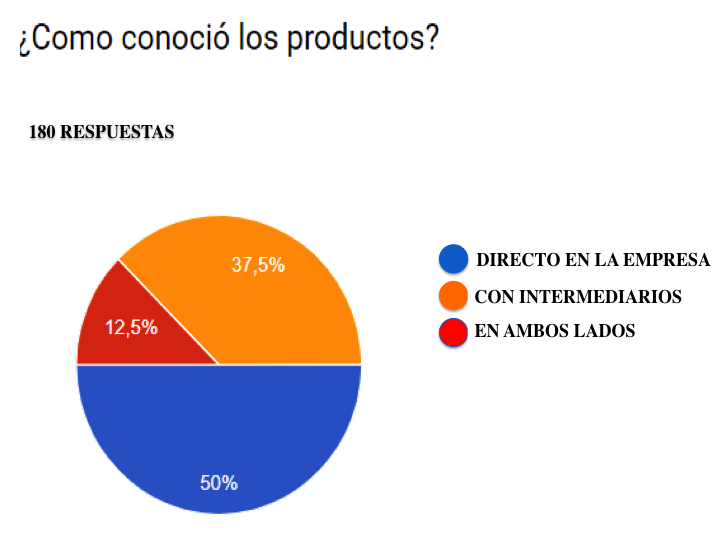 ¿Como conoció los productos?
180 RESPUESTAS
37,5%
12,5%
50%
DIRECTO EN LA EMPRESA
CON INTERMEDIARIOS
EN AMBOS LADOS